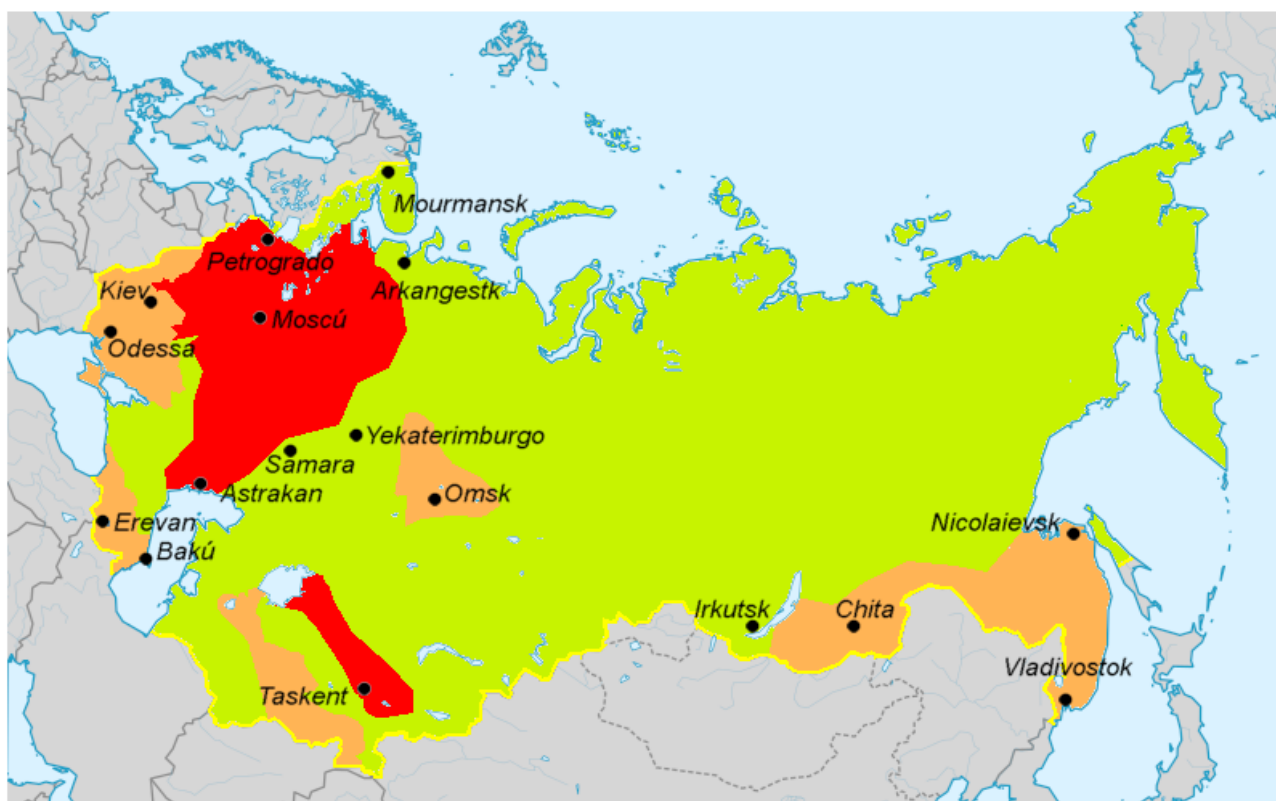 Mourmansk
Petrogrado
Arkangestk
Kiev
Moscú
Odessa
Yekaterimburgo
Samara
Astrakan
Omsk
Erevan
Nicolaievsk
Bakú
Irkutsk
Chita
Taskent
Vladivostok